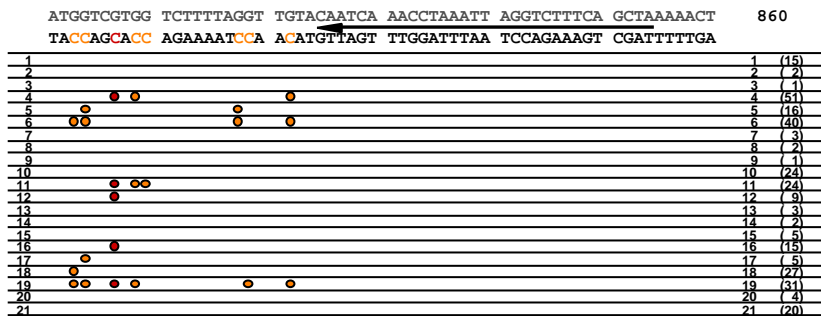 ATGGTCGTGG TCTTTTAGGT TGTACAATCA AACCTAAATT AGGTCTTTCA GCTAAAAACT 860
TACCAGCACC AGAAAATCCA ACATGTTAGT TTGGATTTAA TCCAGAAAGT CGATTTTTGA
1 1 (15)
2 2 ( 2)
3 3 ( 1)
4 4 (51)
5 5 (16)
6 6 (40)
7 7 ( 3)
8 8 ( 2)
9 9 ( 1)
10 10 (24)
11 11 (24)
12 12 ( 9)
13 13 ( 3)
14 14 ( 2)
15 15 ( 5)
16 16 (15)
17 17 ( 5)
18 18 (27)
19 19 (31)
20 20 ( 4)
21 21 (20)